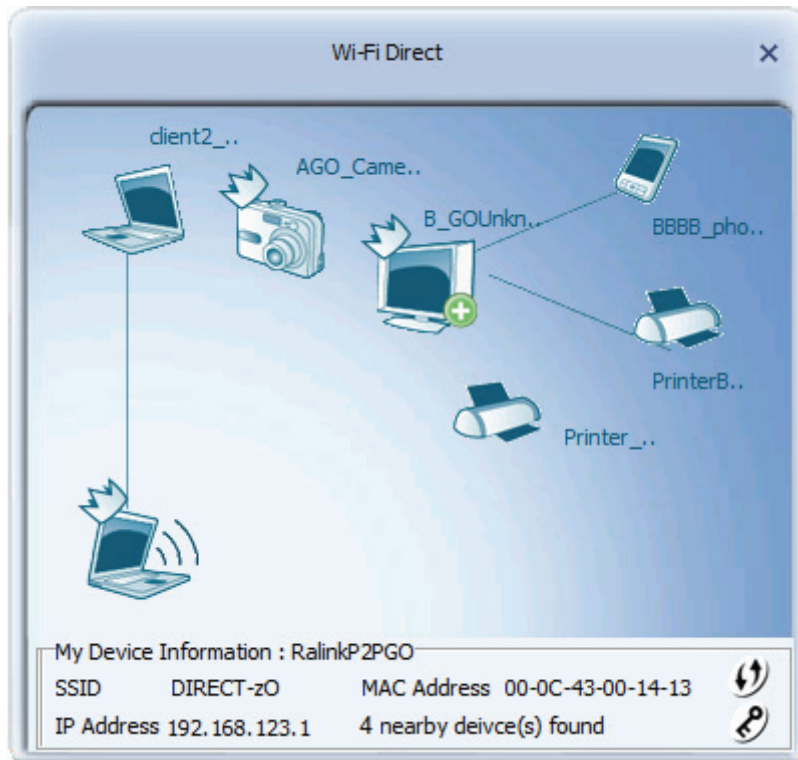 Wi-Fi Direct
client2_..
AGO_Came..
B_GOUnkn..
BBBB_pho..
PrinterB..
Printer_..
My Device Information : RalinkP2PGO
SSID DIRECT-zO MAC Address 00-0C-43-00-14-13
IP Address 192.168.123.1 4 nearby deivce(s) found